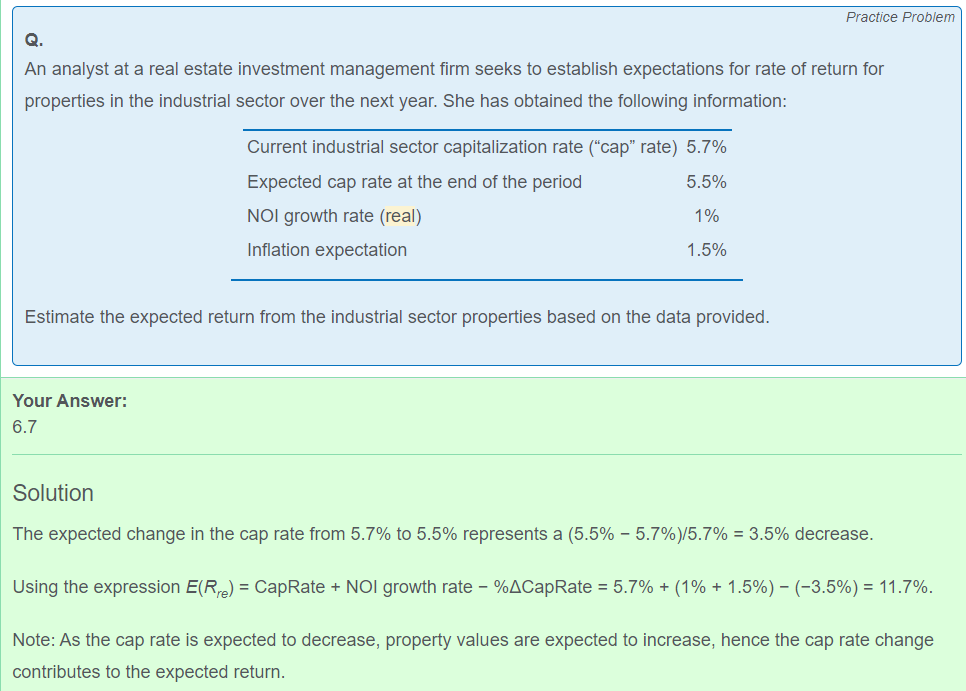 Practice Problem
Q.
An analyst at a real estate investment management firm seeks to establish expectations for rate of return for
properties in the industrial sector over the next year. She has obtained the following information:
Current industrial sector capitalization rate (“cap” rate) 5.7%
Expected cap rate at the end of the period 5.5%
NOI growth rate (real) 1%
Inflation expectation 1.5%
Estimate the expected return from the industrial sector properties based on the data provided.
Your Answer:
6.7
Solution
The expected change in the cap rate from 5.7% to 5.5% represents a (5.5% − 5.7%)/5.7% = 3.5% decrease.
Using the expression E(Rre) = CapRate + NOI growth rate − %ΔCapRate = 5.7% + (1% + 1.5%) − (−3.5%) = 11.7%.
Note: As the cap rate is expected to decrease, property values are expected to increase, hence the cap rate change
contributes to the expected return.